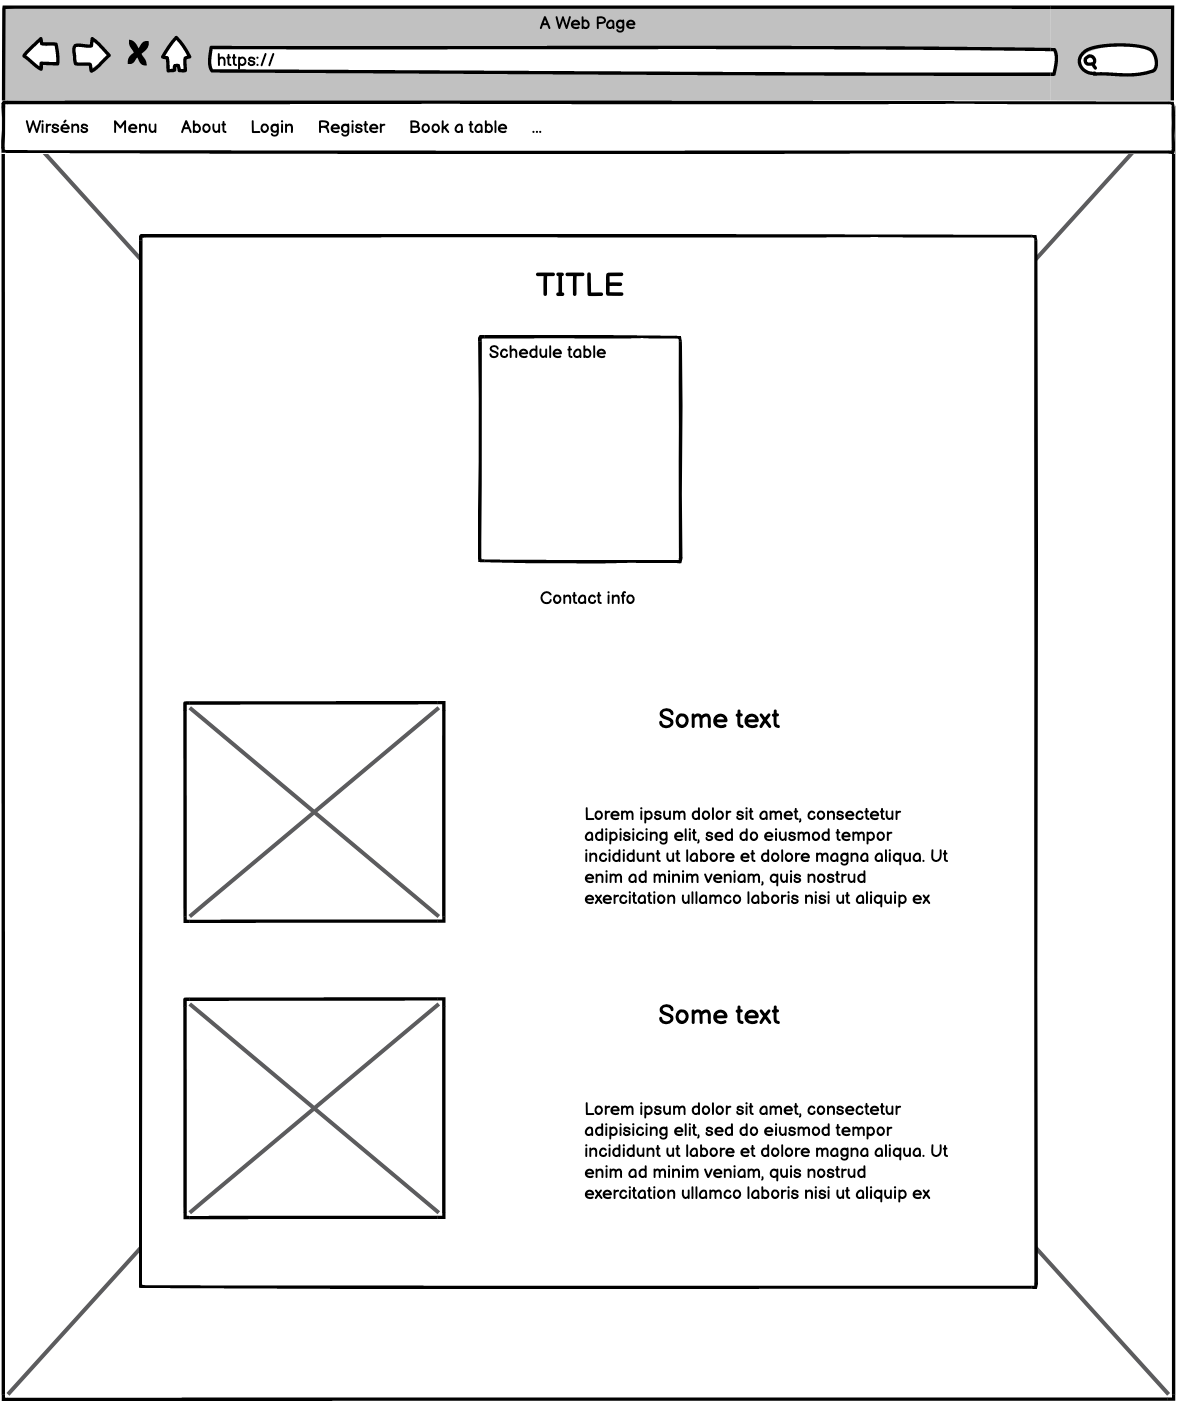 A Web Page
https://
Wirséns Menu About Login Register Book a table ...
TITLE
Schedule table
Contact info
Some text
Lorem ipsum dolor sit amet, consectetur
adipisicing elit, sed do eiusmod tempor
incididunt ut labore et dolore magna aliqua. Ut
enim ad minim veniam, quis nostrud
exercitation ullamco laboris nisi ut aliquip ex
Some text
Lorem ipsum dolor sit amet, consectetur
adipisicing elit, sed do eiusmod tempor
incididunt ut labore et dolore magna aliqua. Ut
enim ad minim veniam, quis nostrud
exercitation ullamco laboris nisi ut aliquip ex